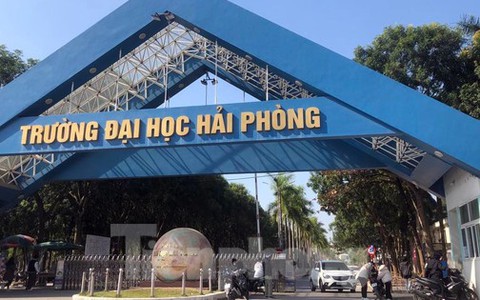 TRƯỜNG ĐẠI HỌC HẢI PHÒNG